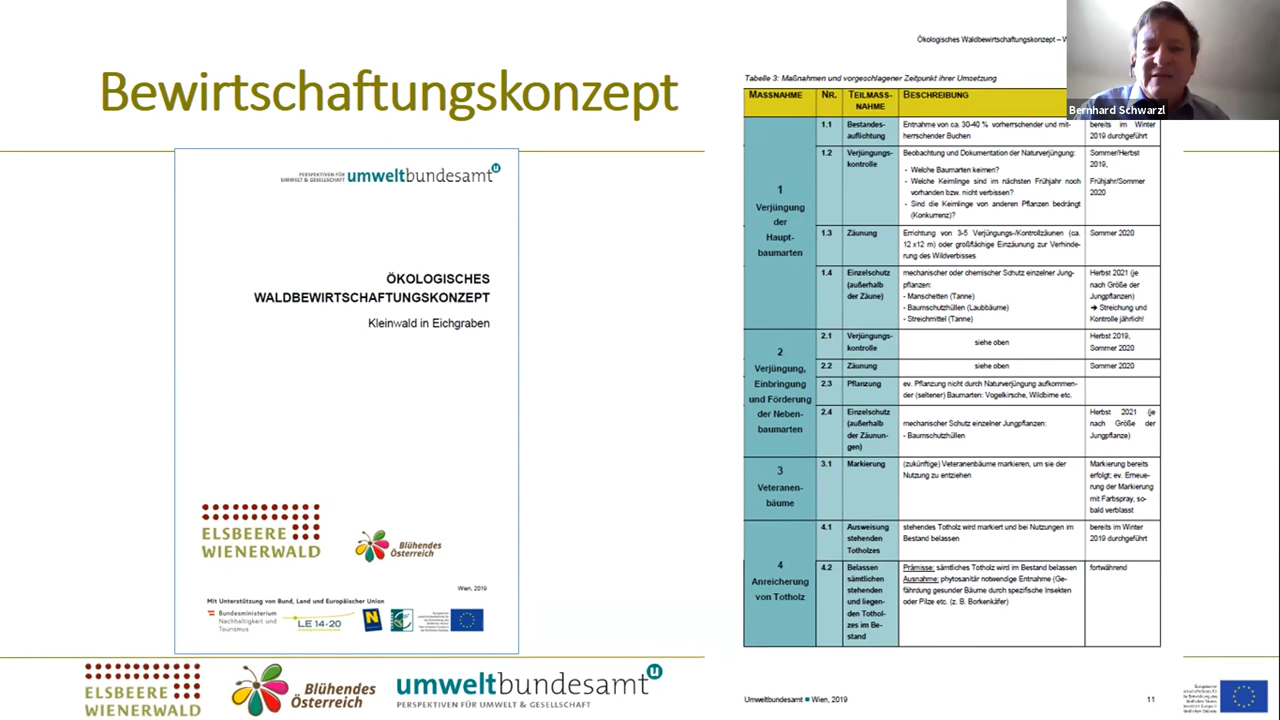 Bewirtschaftungskonzept
PERSPEKTIVEN FÜR
UMWELT & GESELLSCHAFT umweltbundesamt
ÖKOLOGISCHES
WALDBEWIRTSCHAFTUNGSKONZEPT
Kleinwald in Eichgraben
ELSBEERE
WIENERWALD
Blühendes
Österreich
Wien, 2019
Mit Unterstützung von Bund, Land und Europäischer Union
Bundesministerium
Nachhaltigkeit und
Tourismus
LE 14-20
Ökologisches Waldbewirtschaftungskonzept –
Bernhard Schwarzl
Tabelle 3: Maßnahmen und vorgeschlagener Zeitpunkt ihrer Umsetzung
MASSNAHME NR. TEILMASS-
NAHME BESCHREIBUNG
1
Verjüngung
der
Haupt-
baumarten
1.1 Bestandes- Entnahme von ca. 30-40 % vorherrschender und mit- bereits im Winter
auflichtung herrschender Buchen 2019 durchgeführt
1.2 Verjüngungs- Beobachtung und Dokumentation der Naturverjüngung: Sommer/Herbst
kontrolle 2019,
- Welche Baumarten keimen?
- Welche Keimlinge sind im nächsten Frühjahr noch Frühjahr/Sommer
vorhanden bzw. nicht verbissen? 2020
- Sind die Keimlinge von anderen Pflanzen bedrängt
(Konkurrenz)?
1.3 Zäunung Errichtung von 3-5 Verjüngungs-/Kontrollzäunen (ca. Sommer 2020
12 x12 m) oder großflächige Einzäunung zur Verhinde-
rung des Wildverbisses
1.4 Einzelschutz mechanischer oder chemischer Schutz einzelner Jung- Herbst 2021 (je
(außerhalb pflanzen: nach Größe der
der Zäune) - Manschetten (Tanne) Jungpflanzen)
- Baumschutzhüllen (Laubbäume) ➔ Streichung und
- Streichmittel (Tanne) Kontrolle jährlich!
2
Verjüngung,
Einbringung
und Förderung
der Neben-
baumarten
2.1 Verjüngungs- siehe oben Herbst 2019,
kontrolle Sommer 2020
2.2 Zäunung siehe oben Sommer 2020
2.3 Pflanzung ev. Pflanzung nicht durch Naturverjüngung aufkommen-
der (seltener) Baumarten: Vogelkirsche, Wildbirne etc.
2.4 Einzelschutz Herbst 2021 (je
(außerhalb mechanischer Schutz einzelner Jungpflanzen: nach Größe der
der Zäunun- - Baumschutzhüllen Jungpflanze)
gen)
3
Veteranen-
bäume
3.1 Markierung (zukünftige) Veteranenbäume markieren, um sie der Markierung bereits
Nutzung zu entziehen erfolgt; ev. Erneue-
rung der Markierung
mit Farbspray, so-
bald verblasst
4
Anreicherung
von Totholz
4.1 Ausweisung stehendes Totholz wird markiert und bei Nutzungen im bereits im Winter
stehenden Bestand belassen 2019 durchgeführt
Totholzes
4.2 Belassen Prämisse: sämtliches Totholz wird im Bestand belassen fortwährend
sämtlichen Ausnahme: phytosanitär notwendige Entnahme (Ge-
stehenden fährdung gesunder Bäume durch spezifische Insekten
und liegen- oder Pilze etc. (z. B. Borkenkäfer)
den Tothol-
zes im Be-
stand
Umweltbundesamt ■ Wien, 2019 11
ELSBEERE
WIENERWALD
Blühendes
Österreich
umweltbundesamt
PERSPEKTIVEN FÜR UMWELT & GESELLSCHAFT